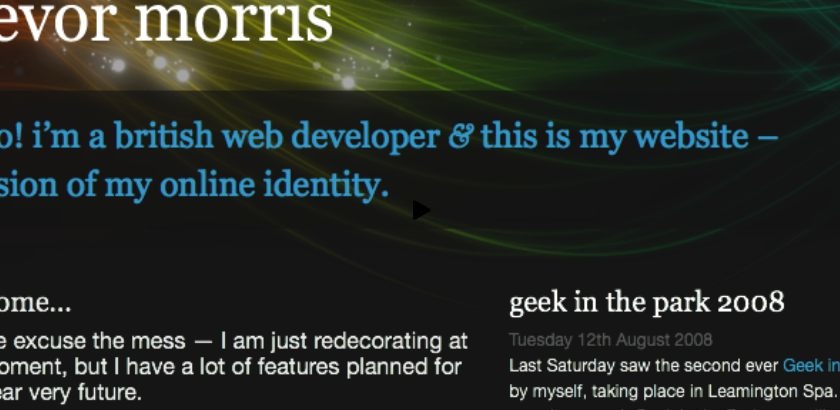 evor morris
o! i'm a british web developer & this is my website –
sion of my online identity.
ome...
e excuse the mess — I am just redecorating at
oment, but I have a lot of features planned for
ear very future.
geek in the park 2008
Tuesday 12th August 2008
Last Saturday saw the second ever Geek in
by myself, taking place in Leamington Spa.